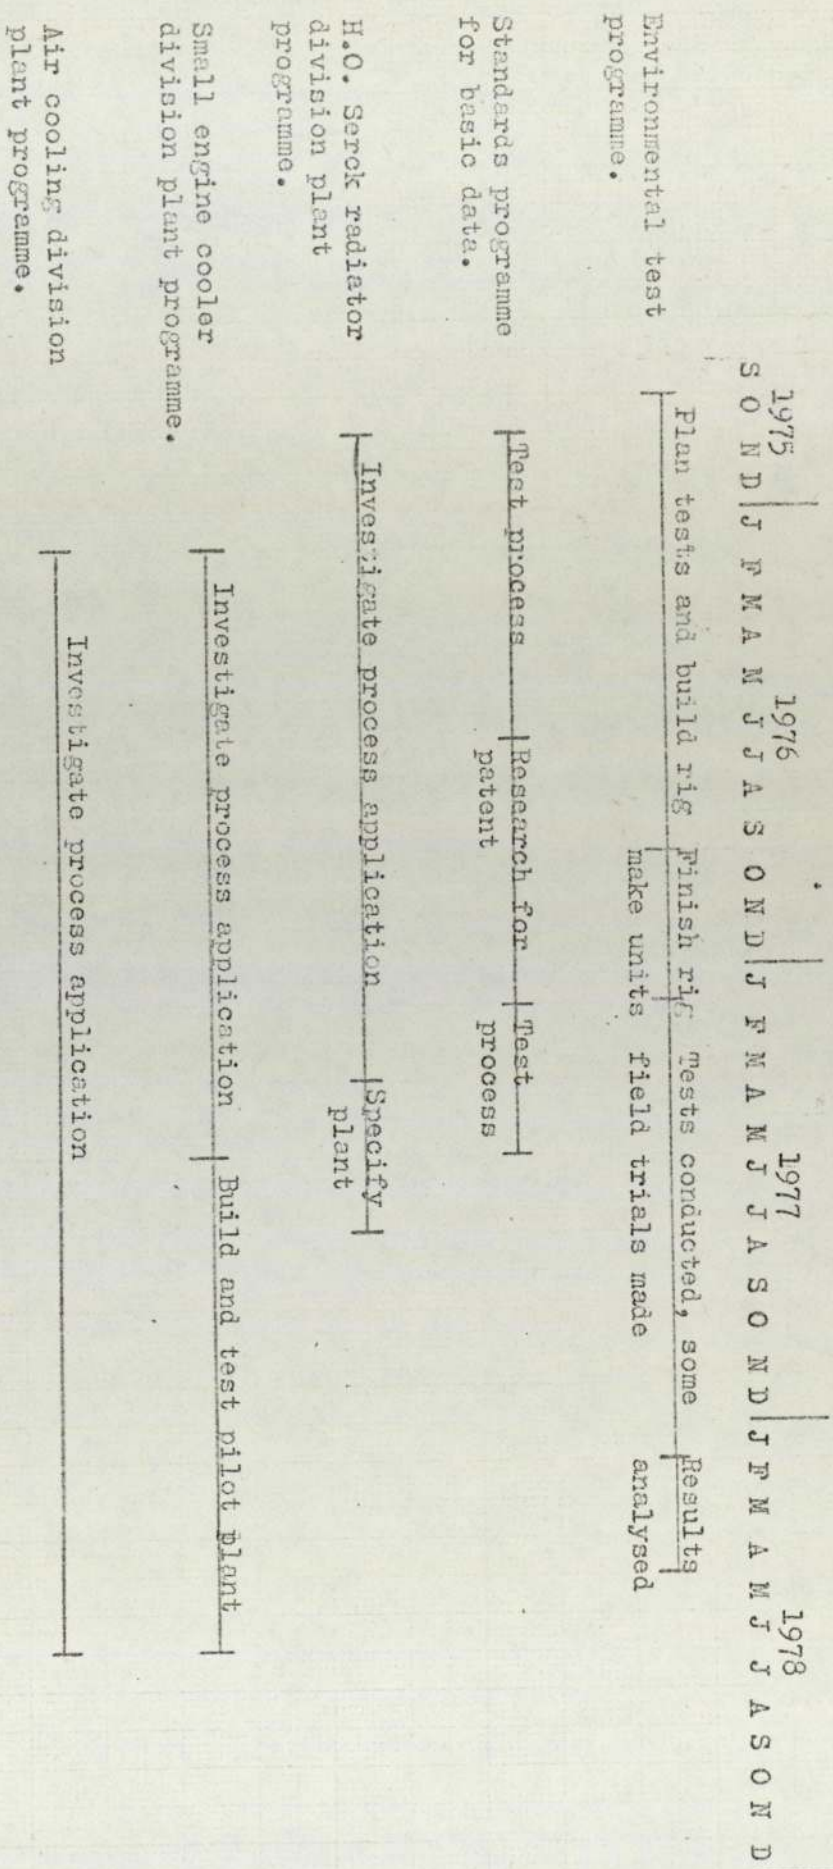 1975 1976 1977 1978
S O N D J F M A M J J A S O N D J F M A M J J A S O N D J F M A M J J A S O N D
Environmental test
programme.
Plan tests and build rig
Finish rig
make units
Tests conducted, some
field trials made
Results
analysed
Standards programme
for basic data.
Test process
Research for
patent
Test
process
H.O. Serck radiator
division plant
programme.
Investigate process application
Specify
plant
Small engine cooler
division plant programme.
Investigate process application
Build and test pilot plant
Air cooling division
plant programme.
Investigate process application